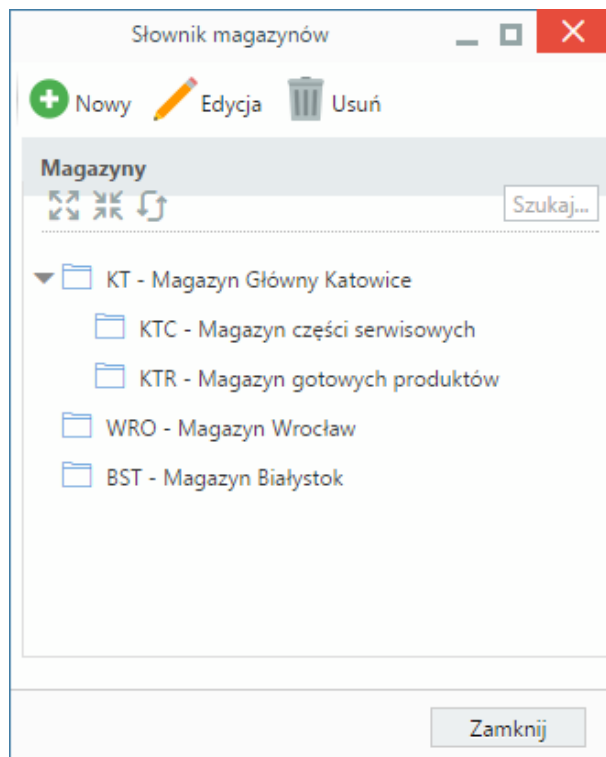 Słownik magazynów
Nowy Edycja Usuń
Magazyny
Szukaj...
KT - Magazyn Główny Katowice
KTC - Magazyn części serwisowych
KTR - Magazyn gotowych produktów
WRO - Magazyn Wrocław
BST - Magazyn Białystok
Zamknij